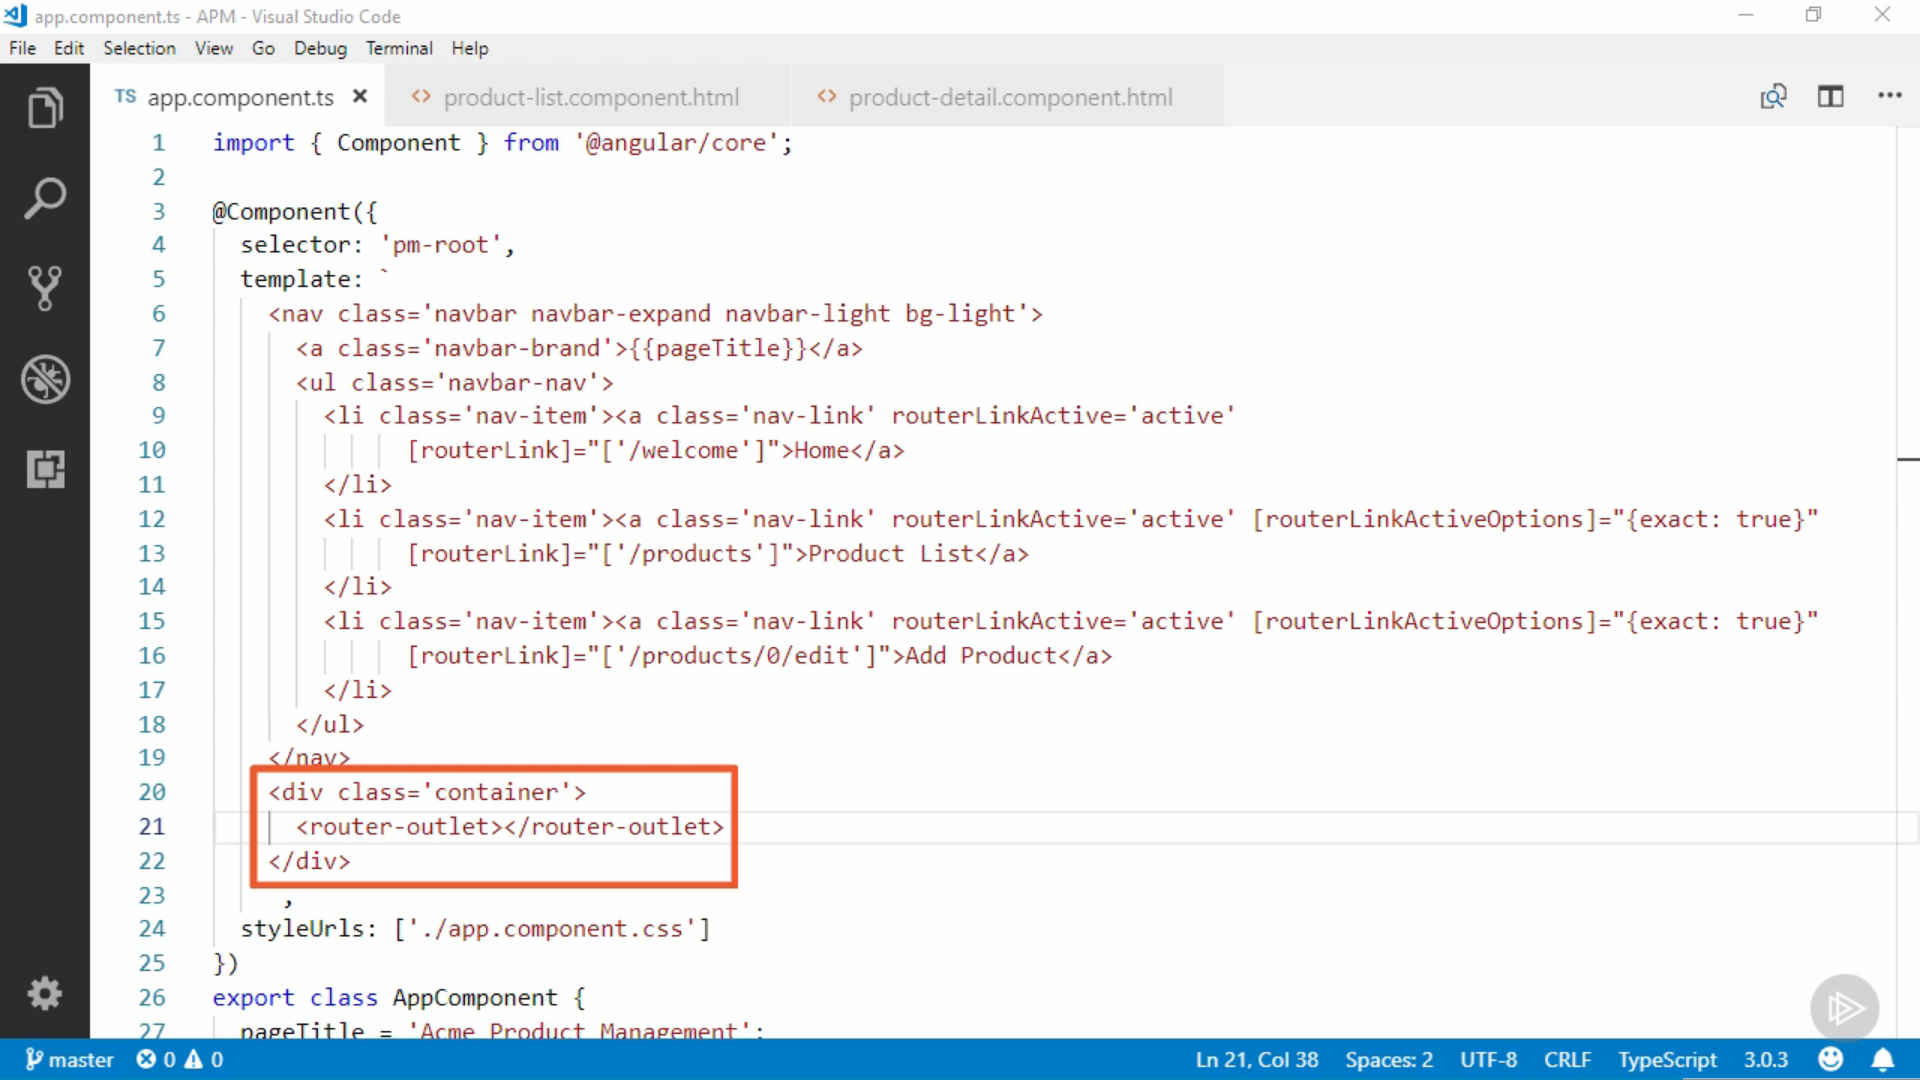 app.component.ts - APM - Visual Studio Code
File Edit Selection View Go Debug Terminal Help
TS app.component.ts × <> product-list.component.html <> product-detail.component.html
1 import { Component } from '@angular/core';
2
3 @Component({
4 selector: 'pm-root',
5 template: `
6 <nav class='navbar navbar-expand navbar-light bg-light'>
7 <a class='navbar-brand'>{{pageTitle}}</a>
8 <ul class='navbar-nav'>
9 <li class='nav-item'><a class='nav-link' routerLinkActive='active'
10 [routerLink]="['/welcome']">Home</a>
11 </li>
12 <li class='nav-item'><a class='nav-link' routerLinkActive='active' [routerLinkActiveOptions]="{exact: true}"
13 [routerLink]="['/products']">Product List</a>
14 </li>
15 <li class='nav-item'><a class='nav-link' routerLinkActive='active' [routerLinkActiveOptions]="{exact: true}"
16 [routerLink]="['/products/0/edit']">Add Product</a>
17 </li>
18 </ul>
19 </nav>
20 <div class='container'>
21 <router-outlet></router-outlet>
22 </div>
23 ,
24 styleUrls: ['./app.component.css']
25 })
26 export class AppComponent {
27 pageTitle = 'Acme Product Management';
master 0 0 Ln 21, Col 38 Spaces: 2 UTF-8 CRLF TypeScript 3.0.3